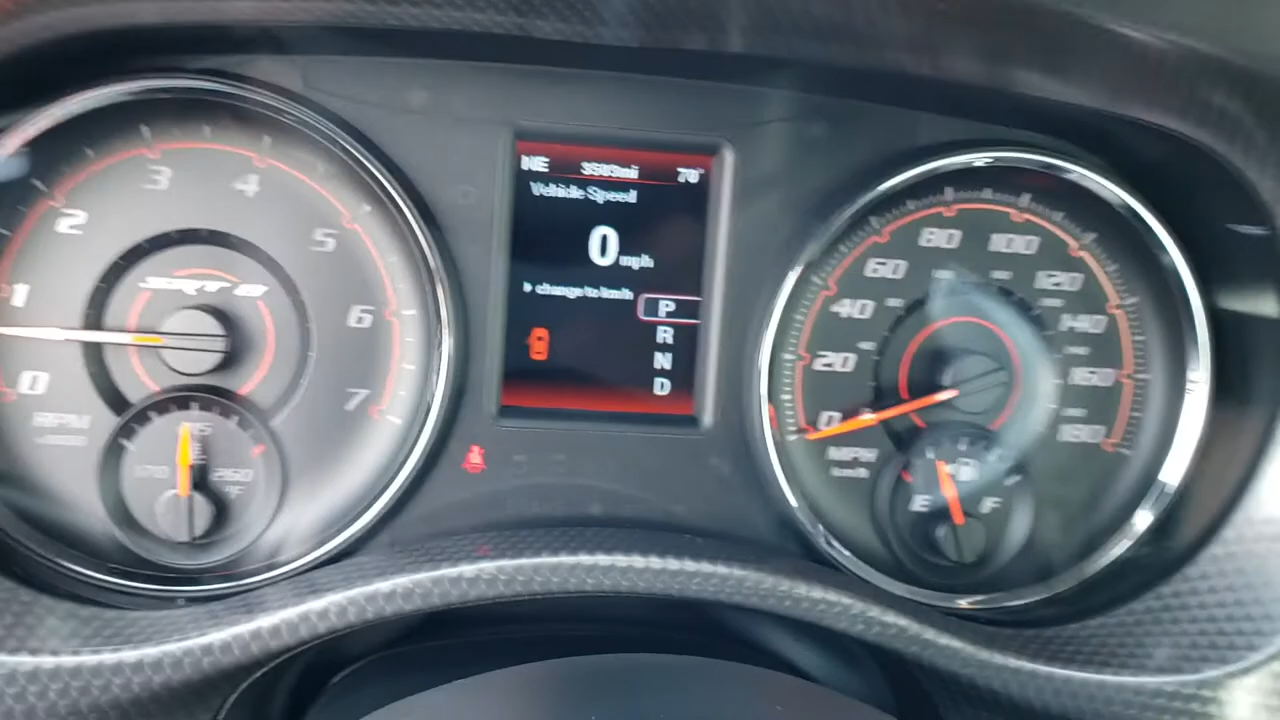 0
1
2
3
4
5
6
7
SRT 8
RPM
170
260
°F
NE 70°
Vehicle Speed
0 mph
change to km/h
P
R
N
D
0
20
40
60
80
100
120
140
160
180
MPH
km/h
E
F